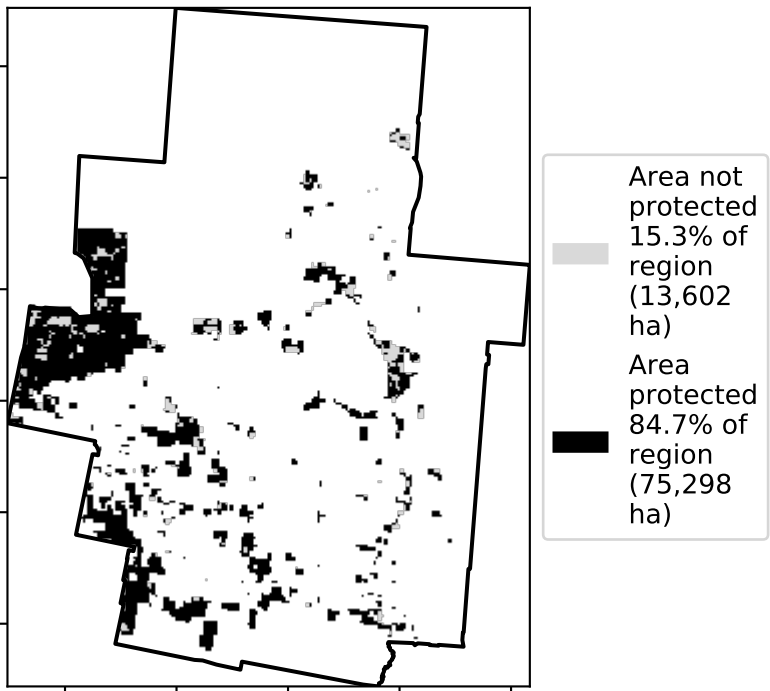 Area not
protected
15.3% of
region
(13,602
ha)
Area
protected
84.7% of
region
(75,298
ha)